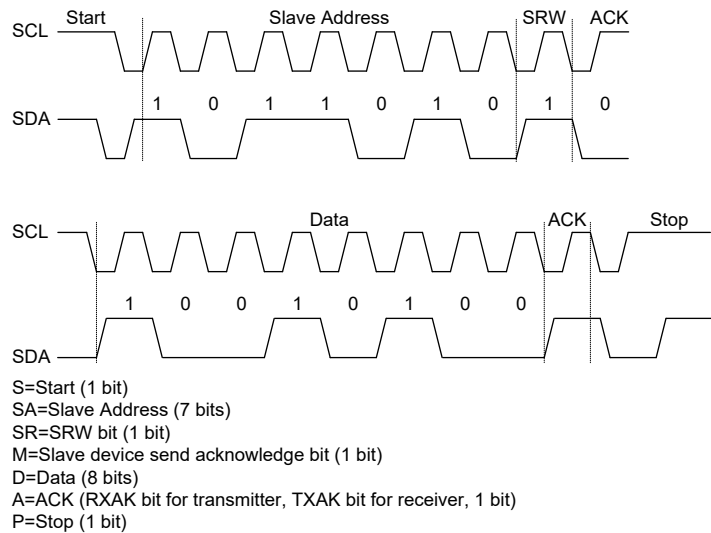 Start Slave Address SRW ACK
SCL
1 0 1 1 0 1 0 1 0
SDA
Data ACK Stop
SCL
1 0 0 1 0 1 0 0
SDA
S=Start (1 bit)
SA=Slave Address (7 bits)
SR=SRW bit (1 bit)
M=Slave device send acknowledge bit (1 bit)
D=Data (8 bits)
A=ACK (RXAK bit for transmitter, TXAK bit for receiver, 1 bit)
P=Stop (1 bit)